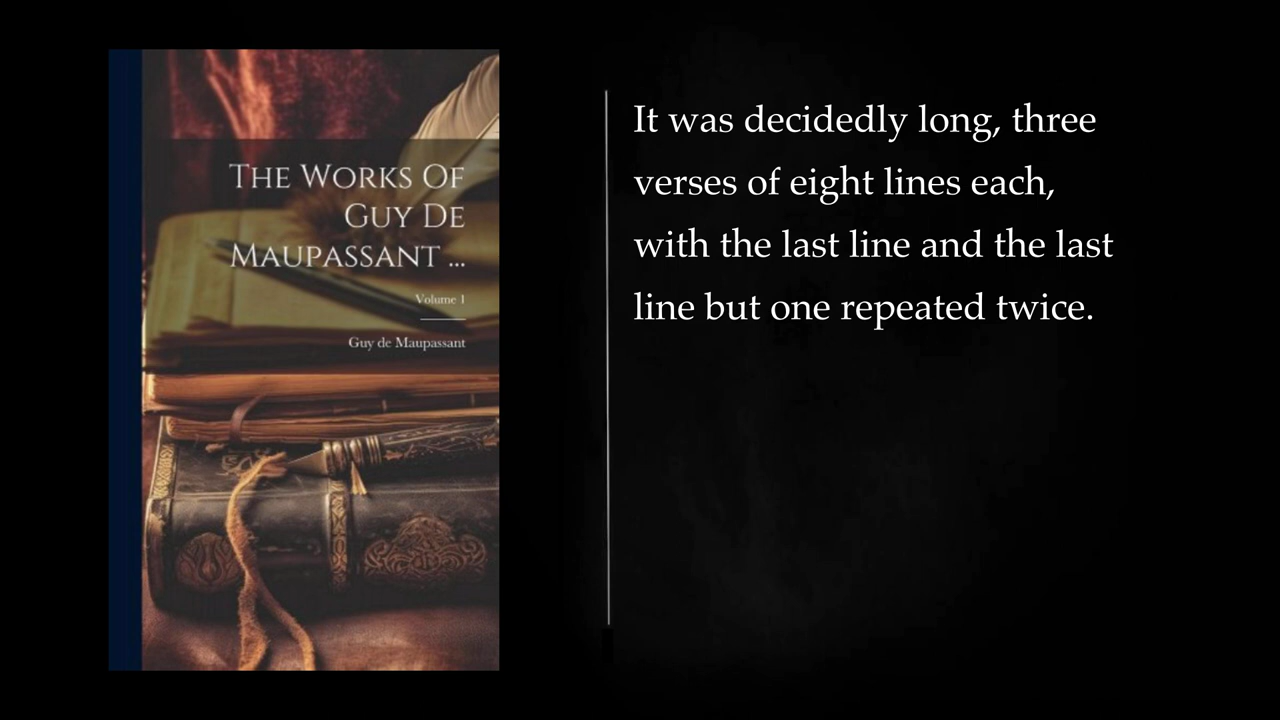 The Works Of
Guy De
Maupassant ...
Volume 1
Guy de Maupassant
It was decidedly long, three
verses of eight lines each,
with the last line and the last
line but one repeated twice.